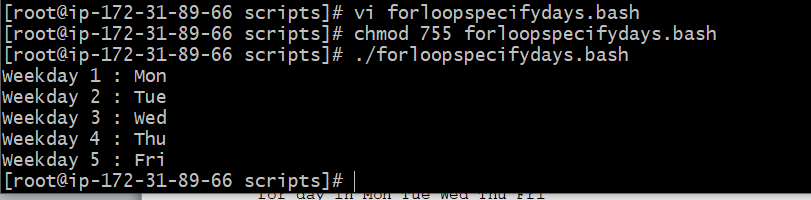 [root@ip-172-31-89-66 scripts]# vi forloopspecifydays.bash
[root@ip-172-31-89-66 scripts]# chmod 755 forloopspecifydays.bash
[root@ip-172-31-89-66 scripts]# ./forloopspecifydays.bash
Weekday 1 : Mon
Weekday 2 : Tue
Weekday 3 : Wed
Weekday 4 : Thu
Weekday 5 : Fri
[root@ip-172-31-89-66 scripts]#
for day in Mon Tue Wed Thu Fri